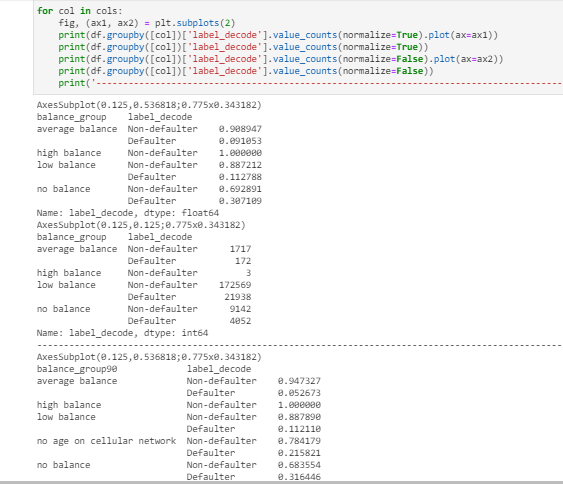 for col in cols:
    fig, (ax1, ax2) = plt.subplots(2)
    print(df.groupby([col])['label_decode'].value_counts(normalize=True).plot(ax=ax1))
    print(df.groupby([col])['label_decode'].value_counts(normalize=True))
    print(df.groupby([col])['label_decode'].value_counts(normalize=False).plot(ax=ax2))
    print(df.groupby([col])['label_decode'].value_counts(normalize=False))
    print('--------------------------------------------------------------------------------
AxesSubplot(0.125,0.536818;0.775x0.343182)
balance_group    label_decode
average balance  Non-defaulter    0.908947
                 Defaulter        0.091053
high balance     Non-defaulter    1.000000
low balance      Non-defaulter    0.887212
                 Defaulter        0.112788
no balance       Non-defaulter    0.692891
                 Defaulter        0.307109
Name: label_decode, dtype: float64
AxesSubplot(0.125,0.125;0.775x0.343182)
balance_group    label_decode
average balance  Non-defaulter      1717
                 Defaulter           172
high balance     Non-defaulter         3
low balance      Non-defaulter    172569
                 Defaulter         21938
no balance       Non-defaulter      9142
                 Defaulter          4052
Name: label_decode, dtype: int64
----------------------------------------------------------------------------------------
AxesSubplot(0.125,0.536818;0.775x0.343182)
balance_group90            label_decode
average balance            Non-defaulter    0.947327
                           Defaulter        0.052673
high balance               Non-defaulter    1.000000
low balance                Non-defaulter    0.887890
                           Defaulter        0.112110
no age on cellular network  Non-defaulter    0.784179
                           Defaulter        0.215821
no balance                 Non-defaulter    0.683554
                           Defaulter        0.316446